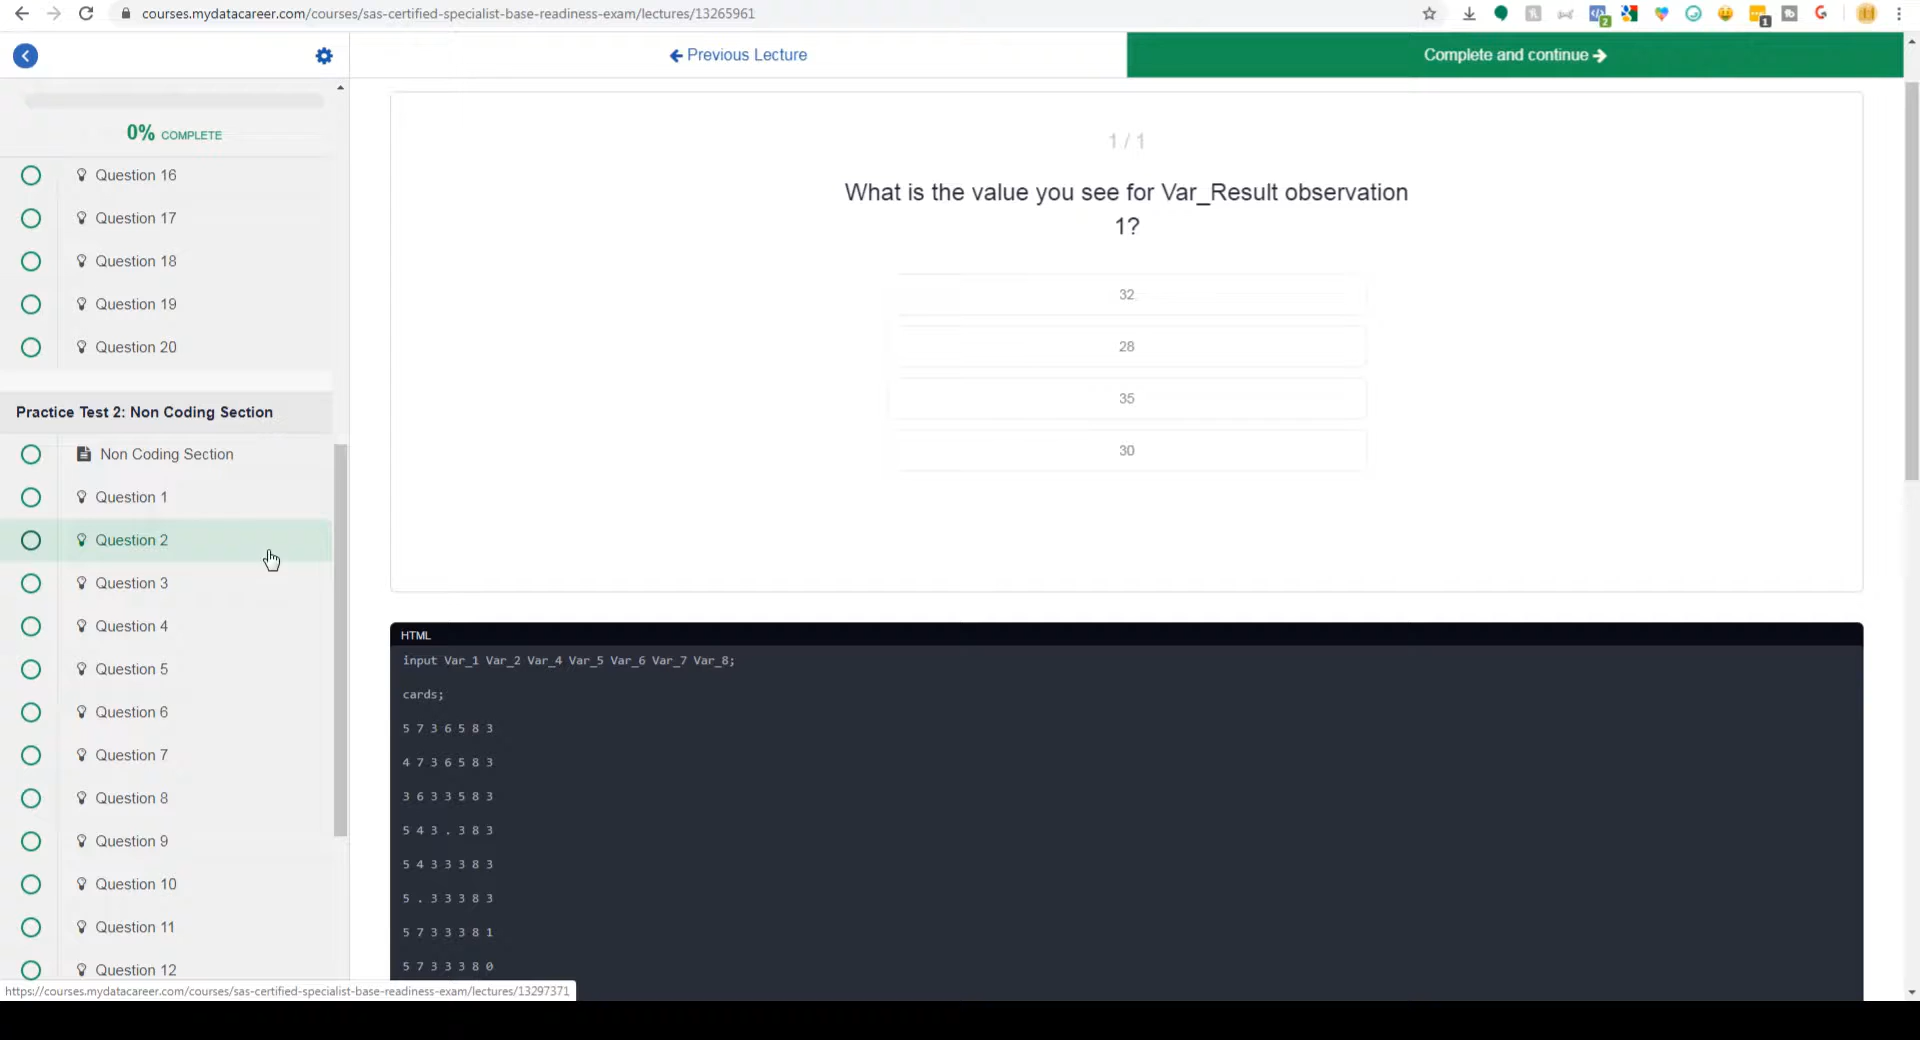 courses.mydatacareer.com/courses/sas-certified-specialist-base-readiness-exam/lectures/13265961
Previous Lecture
Complete and continue
0% COMPLETE
Question 16
Question 17
Question 18
Question 19
Question 20
Practice Test 2: Non Coding Section
Non Coding Section
Question 1
Question 2
Question 3
Question 4
Question 5
Question 6
Question 7
Question 8
Question 9
Question 10
Question 11
Question 12
1 / 1
What is the value you see for Var_Result observation
1?
32
28
35
30
HTML
input Var_1 Var_2 Var_4 Var_5 Var_6 Var_7 Var_8;
cards;
5 7 3 6 5 8 3
4 7 3 6 5 8 3
3 6 3 3 5 8 3
5 4 3 . 3 8 3
5 4 3 3 3 8 3
5 . 3 3 3 8 3
5 7 3 3 3 8 1
5 7 3 3 3 8 0
https://courses.mydatacareer.com/courses/sas-certified-specialist-base-readiness-exam/lectures/13297371